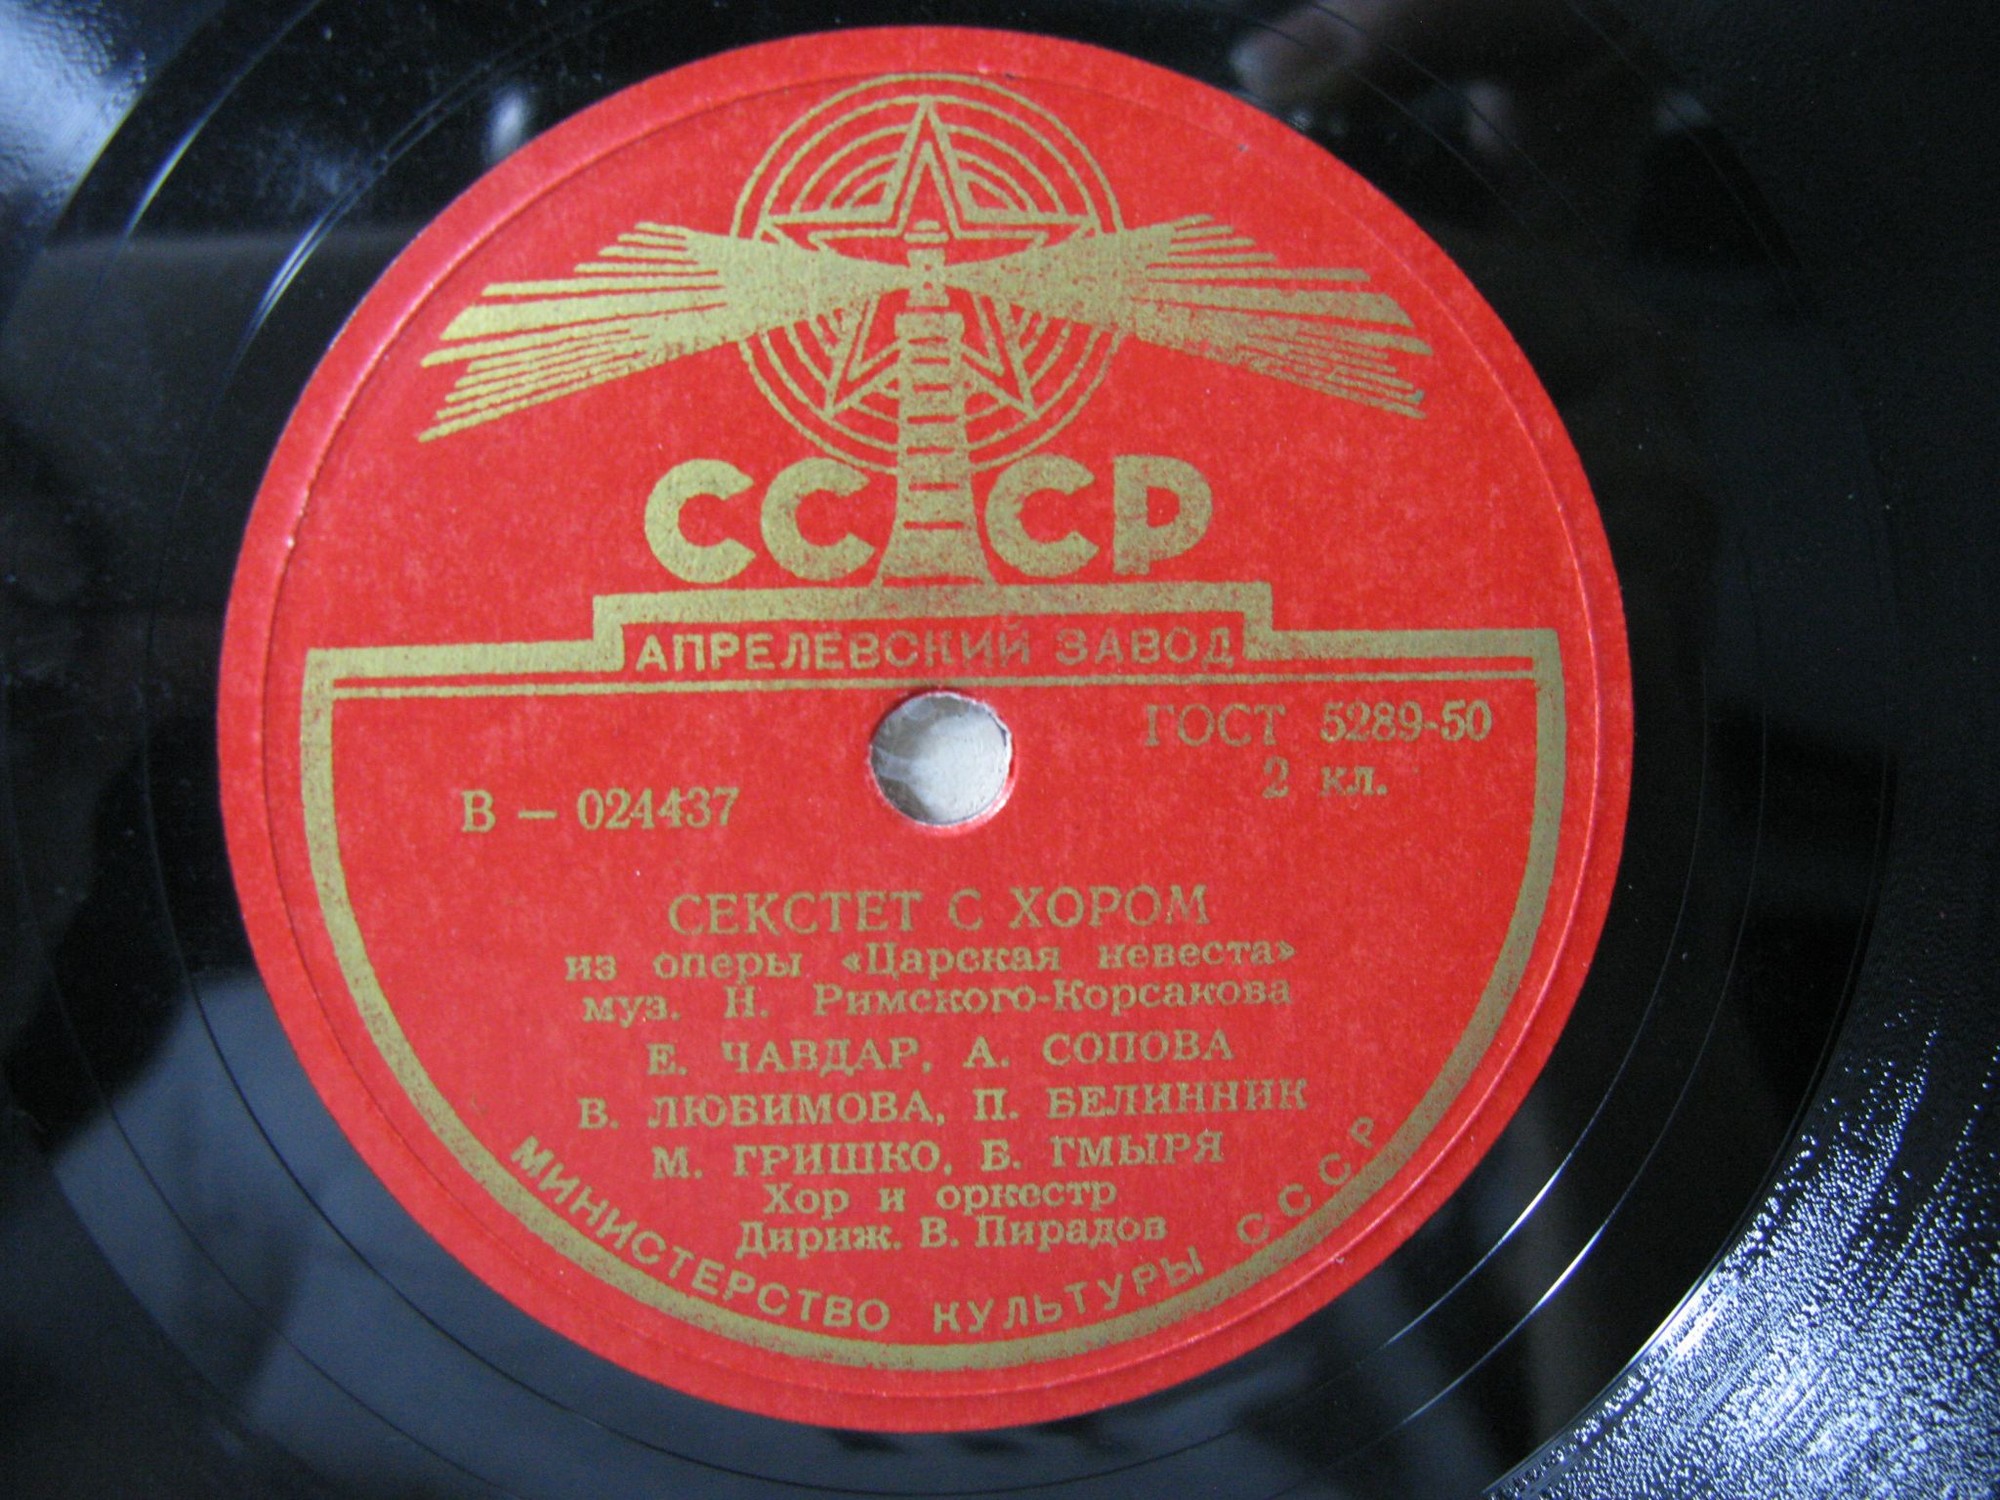 СССР
АПРЕЛЕВСКИЙ ЗАВОД
ГОСТ 5289-50
2 кл.
В — 024437
СЕКСТЕТ С ХОРОМ
из оперы «Царская невеста»
муз. Н. Римского-Корсакова
Е. ЧАВДАР, А. СОПОВА
В. ЛЮБИМОВА, П. БЕЛИННИК
М. ГРИШКО, Б. ГМЫРЯ
Хор и оркестр
Дириж. В. Пирадов
МИНИСТЕРСТВО КУЛЬТУРЫ СССР